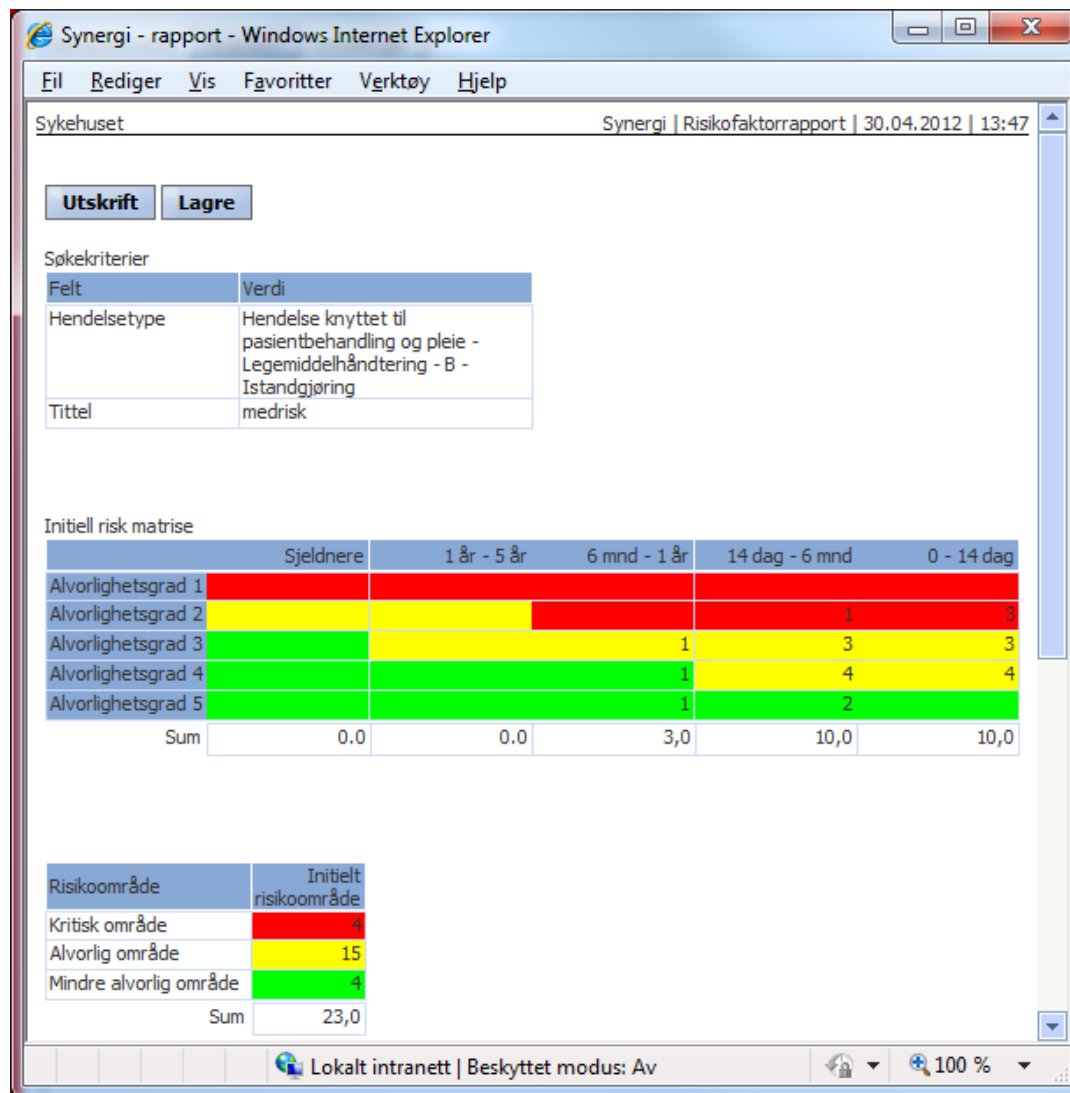 Synergi - rapport - Windows Internet Explorer
Fil Rediger Vis Favoritter Verktøy Hjelp
Sykehuset Synergi | Risikofaktorrapport | 30.04.2012 | 13:47
Utskrift Lagre
Søkekriterier
Felt Verdi
Hendelsetype Hendelse knyttet til
pasientbehandling og pleie -
Legemiddelhåndtering - B -
Istandgjøring
Tittel medrisk
Initiell risk matrise
Sjeldnere 1 år - 5 år 6 mnd - 1 år 14 dag - 6 mnd 0 - 14 dag
Alvorlighetsgrad 1
Alvorlighetsgrad 2 1 3
Alvorlighetsgrad 3 1 3 3
Alvorlighetsgrad 4 1 4 4
Alvorlighetsgrad 5 1 2
Sum 0.0 0.0 3,0 10,0 10,0
Risikoområde Initielt
risikoområde
Kritisk område 4
Alvorlig område 15
Mindre alvorlig område 4
Sum 23,0
Lokalt intranett | Beskyttet modus: Av 100 %